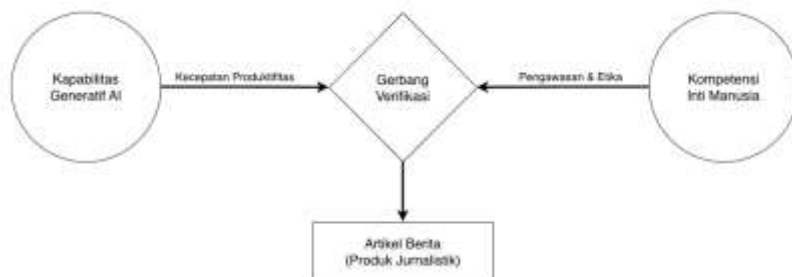 Kapabilitas
Generatif AI
Kecepatan Produktifitas
Gerbang
Verifikasi
Pengawasan & Etika
Kompetensi
Inti Manusia
Artikel Berita
(Produk Jurnalistik)